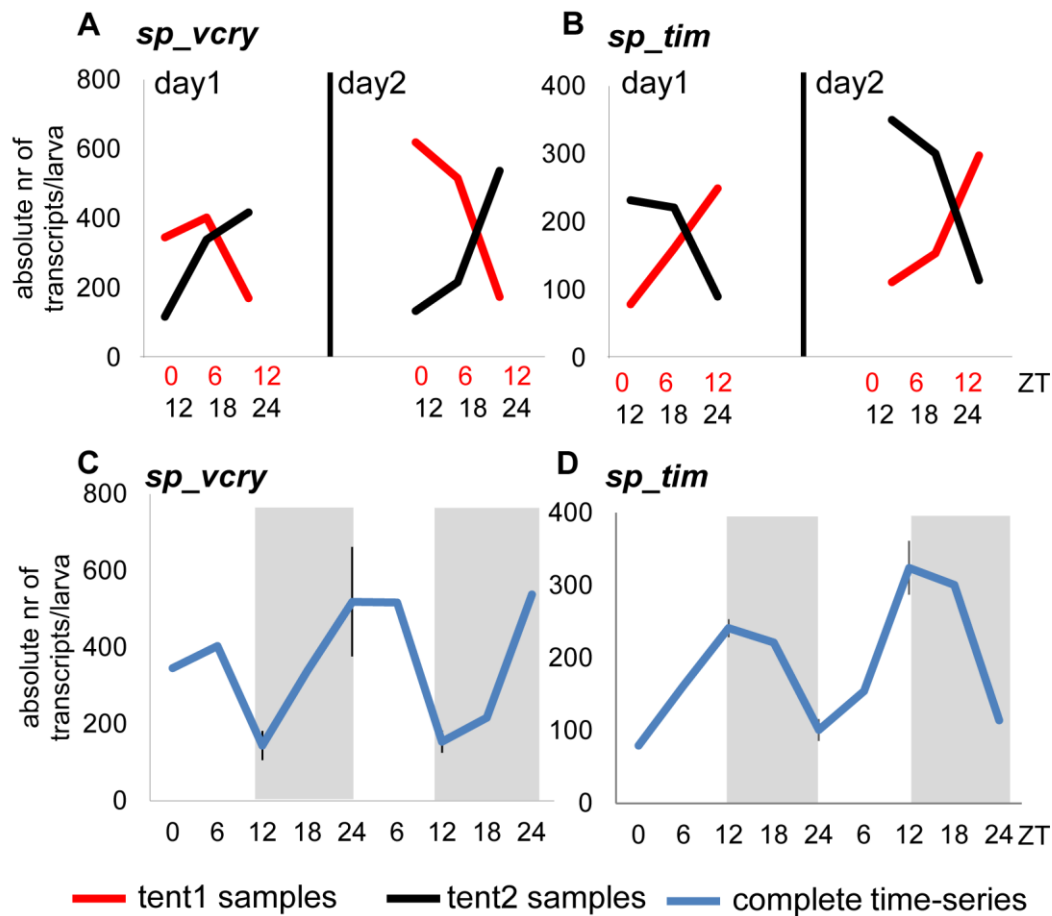 A sp_vcry
B sp_tim
day1 day2
day1 day2
absolute nr of
transcripts/larva
800
600
400
200
0
400
300
200
100
0
0 6 12 0 6 12
12 18 24 12 18 24
0 6 12 0 6 12 ZT
12 18 24 12 18 24
C sp_vcry
D sp_tim
absolute nr of
transcripts/larva
800
600
400
200
0
400
300
200
100
0
0 6 12 18 24 6 12 18 24
0 6 12 18 24 6 12 18 24 ZT
tent1 samples tent2 samples complete time-series